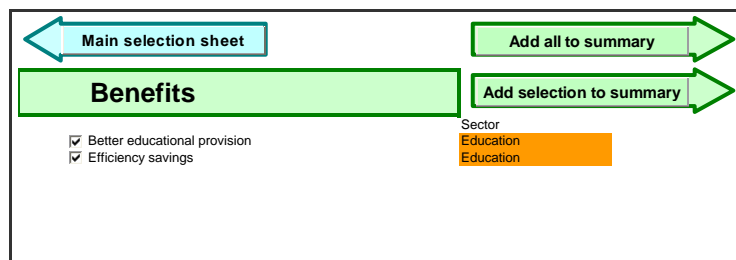 Main selection sheet
Add all to summary
Benefits
Add selection to summary
Sector
Better educational provision
Education
Efficiency savings
Education